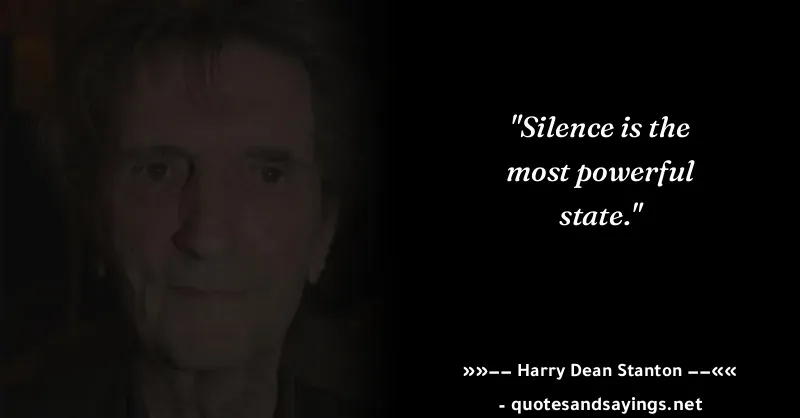 "Silence is the
most powerful
state."
»»−− Harry Dean Stanton −−««
- quotesandsayings.net